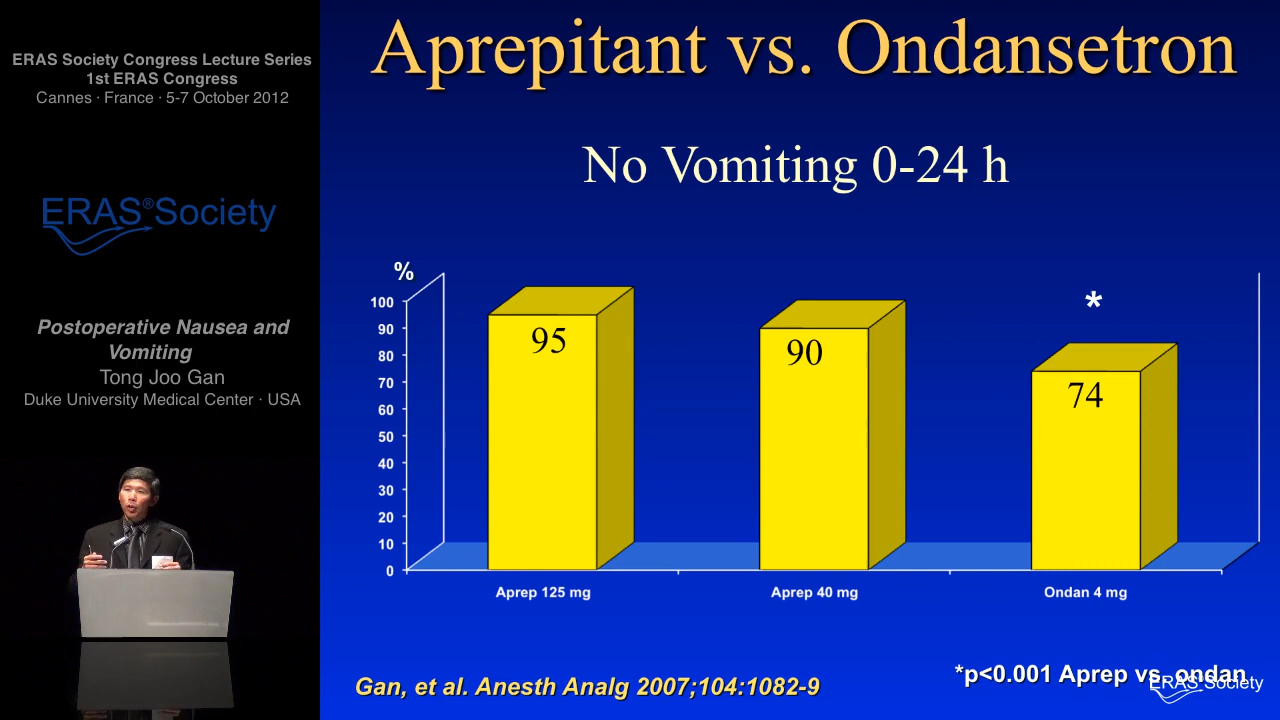 ERAS Society Congress Lecture Series
1st ERAS Congress
Cannes · France · 5-7 October 2012
ERAS®Society
Postoperative Nausea and
Vomiting
Tong Joo Gan
Duke University Medical Center · USA
Aprepitant vs. Ondansetron
No Vomiting 0-24 h
%
100
90
80
70
60
50
40
30
20
10
0
95
90
74
*
Aprep 125 mg
Aprep 40 mg
Ondan 4 mg
*p<0.001 Aprep vs. ondan
Gan, et al. Anesth Analg 2007;104:1082-9
ERAS Society